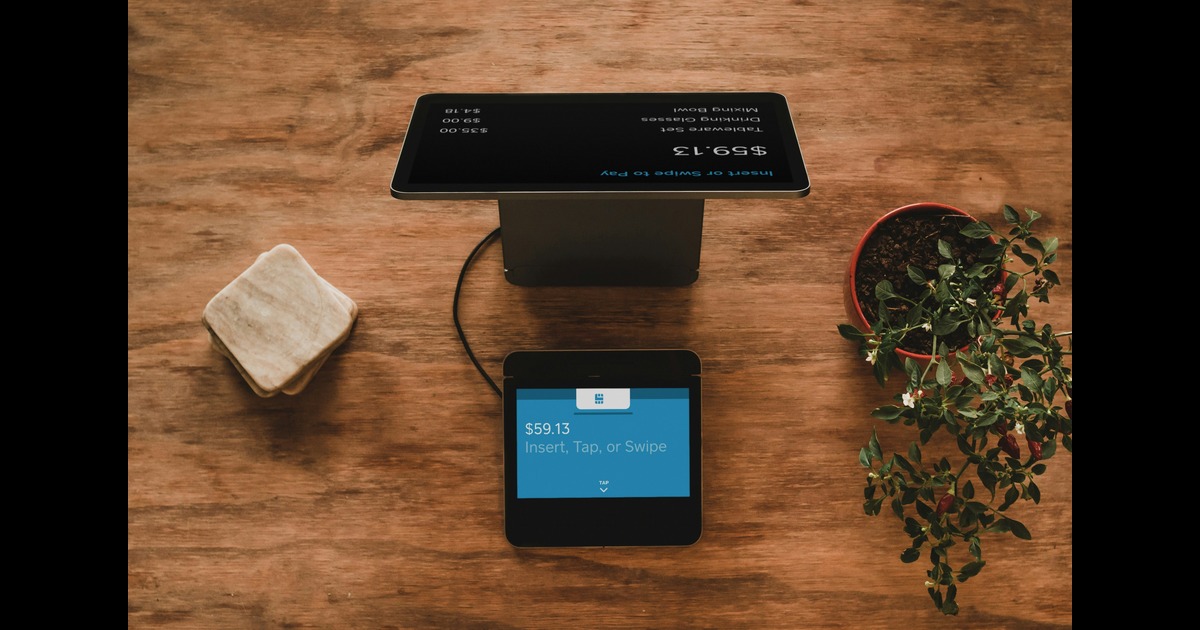 Insert or Swipe to Pay
$59.13
Tableware Set $35.00
Drinking Glasses $9.00
Mixing Bowl $4.18
$59.13
Insert, Tap, or Swipe
TAP